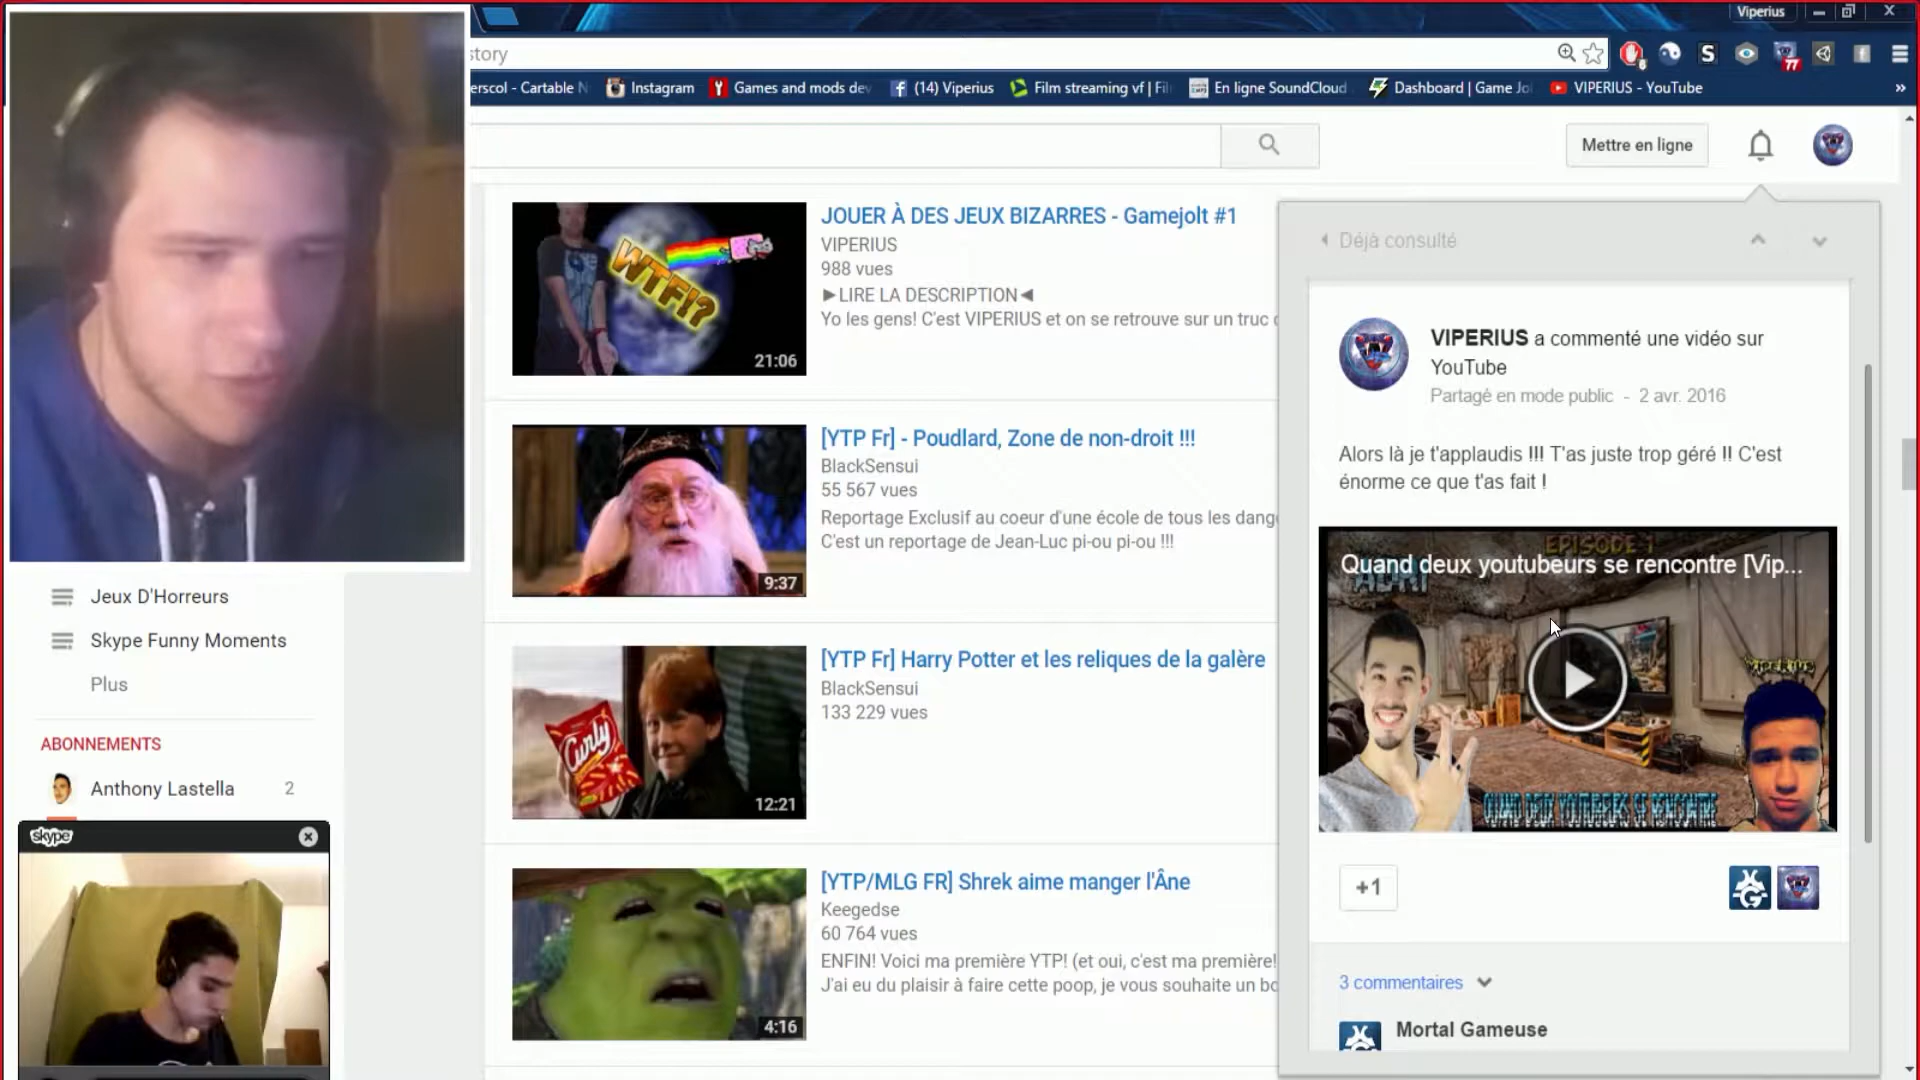 Viperius
story
erscol - Cartable N
Instagram
Games and mods dev
(14) Viperius
Film streaming vf | Fil
En ligne SoundCloud
Dashboard | Game Jol
VIPERIUS - YouTube
»
77
Mettre en ligne
WTF!?
21:06
JOUER À DES JEUX BIZARRES - Gamejolt #1
VIPERIUS
988 vues
►LIRE LA DESCRIPTION◄
Yo les gens! C'est VIPERIUS et on se retrouve sur un truc
9:37
[YTP Fr] - Poudlard, Zone de non-droit !!!
BlackSensui
55 567 vues
Reportage Exclusif au coeur d'une école de tous les dang
C'est un reportage de Jean-Luc pi-ou pi-ou !!!
Curly
12:21
[YTP Fr] Harry Potter et les reliques de la galère
BlackSensui
133 229 vues
4:16
[YTP/MLG FR] Shrek aime manger l'Âne
Keegedse
60 764 vues
ENFIN! Voici ma première YTP! (et oui, c'est ma première!
J'ai eu du plaisir à faire cette poop, je vous souhaite un bo
Déjà consulté
VIPERIUS a commenté une vidéo sur
YouTube
Partagé en mode public - 2 avr. 2016
Alors là je t'applaudis !!! T'as juste trop géré !! C'est
énorme ce que t'as fait !
EPISODE 1
Quand deux youtubeurs se rencontre [Vip...
QUAND DEUX YOUTUBEURS SE RENCONTRE
+1
3 commentaires
Mortal Gameuse
Jeux D'Horreurs
Skype Funny Moments
Plus
ABONNEMENTS
Anthony Lastella 2
skype